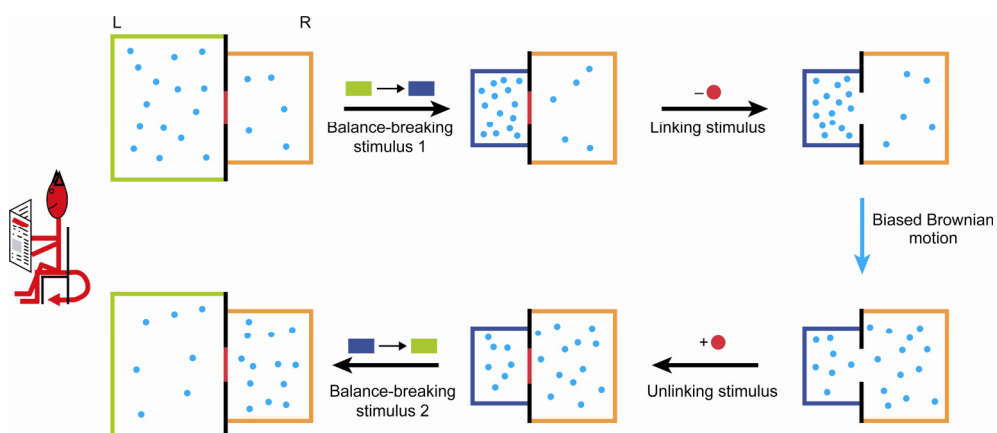 L
R
Balance-breaking
stimulus 1
–
Linking stimulus
Biased Brownian
motion
+
Unlinking stimulus
Balance-breaking
stimulus 2